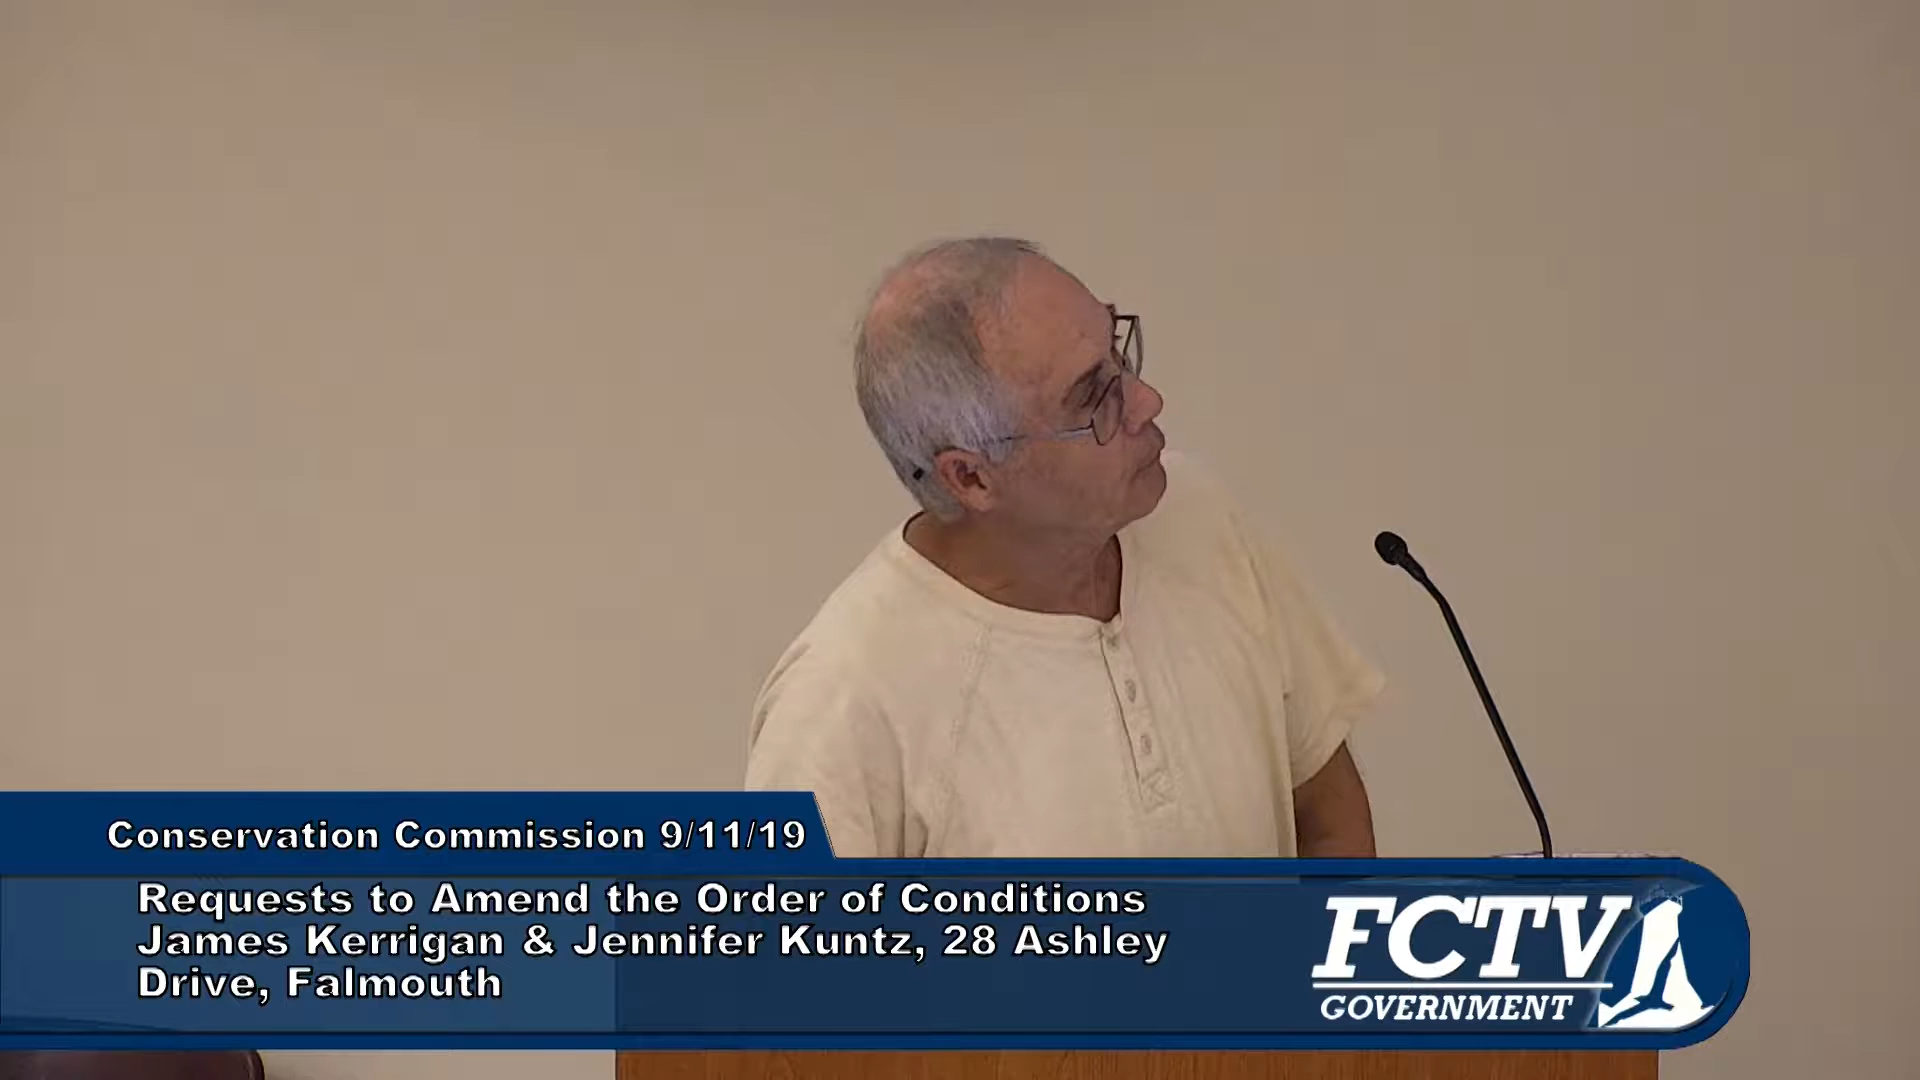 Conservation Commission 9/11/19
Requests to Amend the Order of Conditions
James Kerrigan & Jennifer Kuntz, 28 Ashley
Drive, Falmouth
FCTV
GOVERNMENT